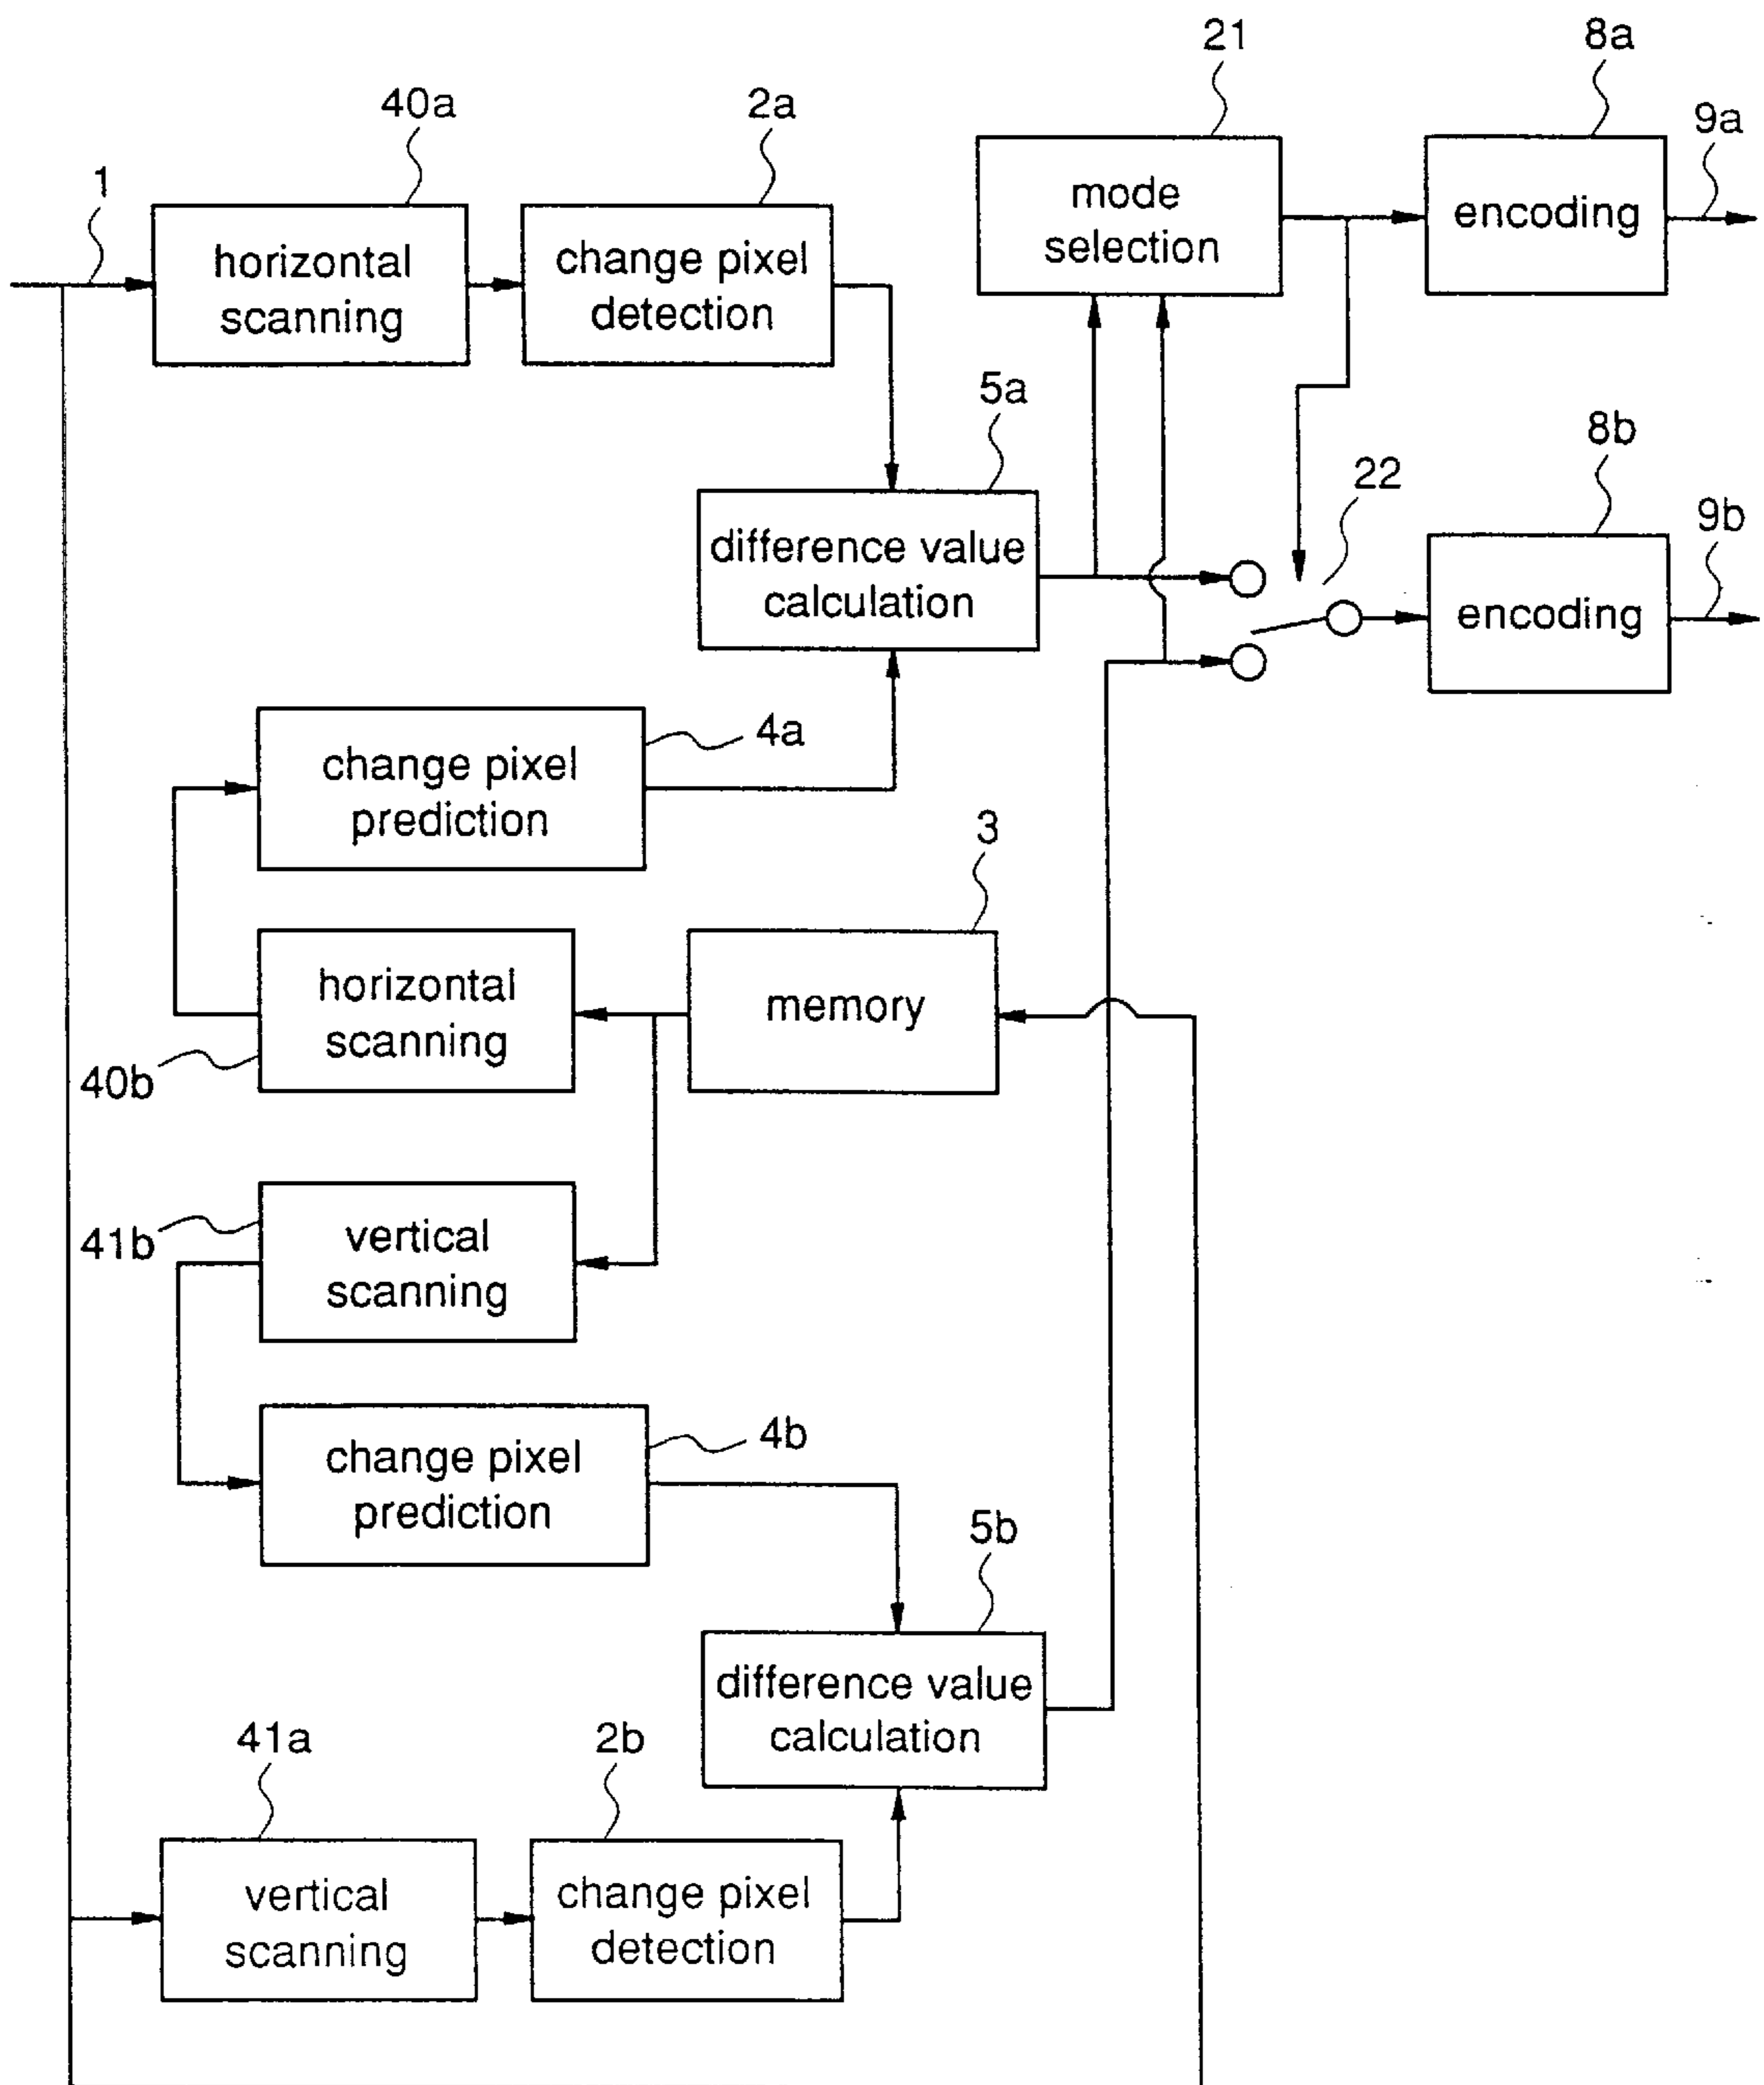 21
8a
40a
2a
9a
1
mode
selection
encoding
horizontal
scanning
change pixel
detection
5a
8b
22
9b
difference value
calculation
encoding
4a
change pixel
prediction
3
horizontal
scanning
memory
40b
41b
vertical
scanning
4b
change pixel
prediction
5b
difference value
calculation
41a
2b
vertical
scanning
change pixel
detection